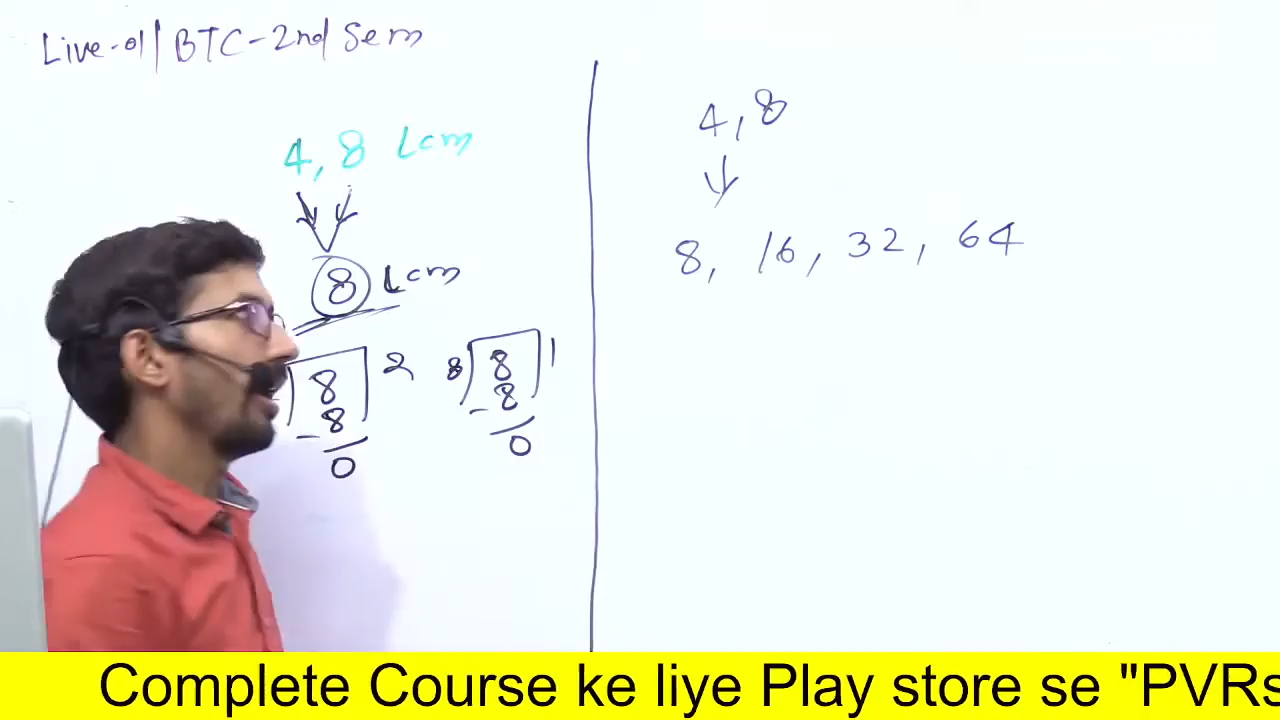 Live-01 | BTC-2nd Sem
4, 8 Lcm
8 Lcm
8 2
- 8
0
8 8 1
- 8
0
4, 8
8, 16, 32, 64
Complete Course ke liye Play store se "PVRs